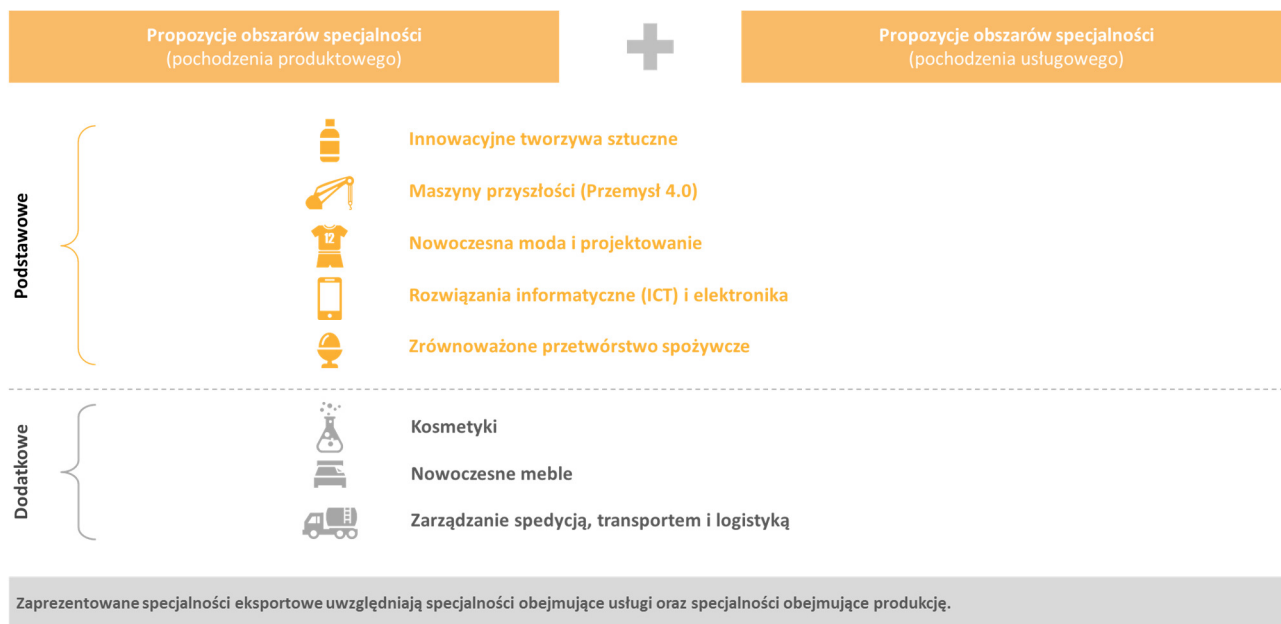 Propozycje obszarów specjalności
(pochodzenia produktowego)
Propozycje obszarów specjalności
(pochodzenia usługowego)
Podstawowe
Innowacyjne tworzywa sztuczne
Maszyny przyszłości (Przemysł 4.0)
12
Nowoczesna moda i projektowanie
Rozwiązania informatyczne (ICT) i elektronika
Zrównoważone przetwórstwo spożywcze
Dodatkowe
Kosmetyki
Nowoczesne meble
Zarządzanie spedycją, transportem i logistyką
Zaprezentowane specjalności eksportowe uwzględniają specjalności obejmujące usługi oraz specjalności obejmujące produkcję.